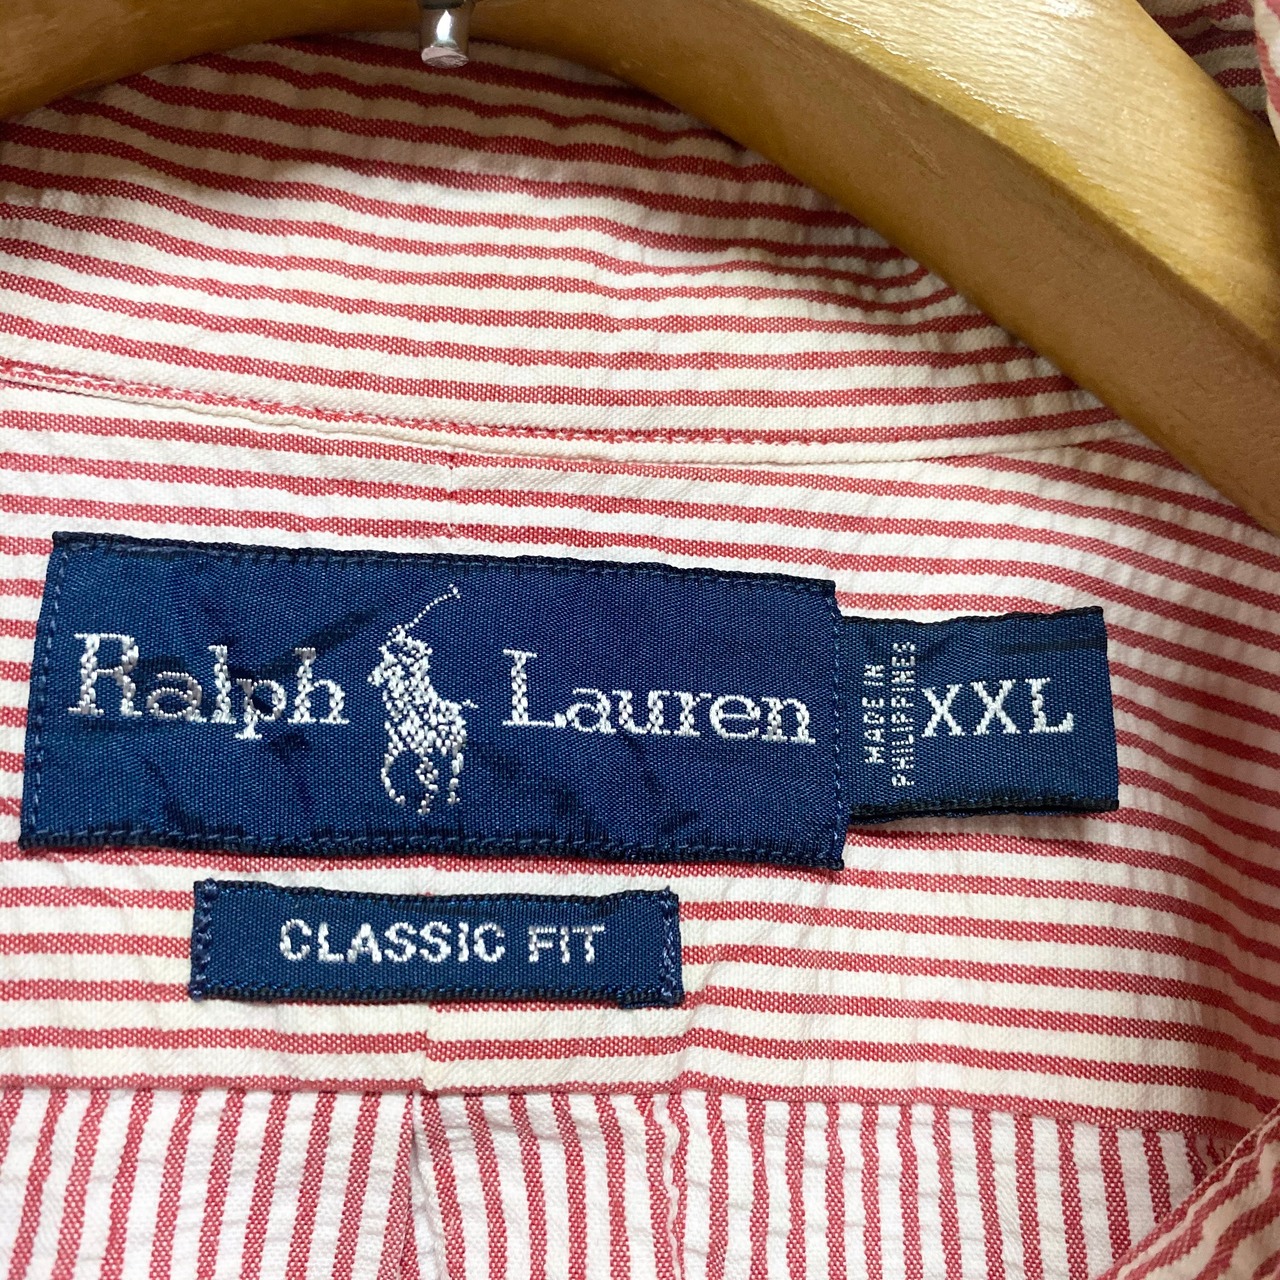 Ralph Lauren
MADE IN
PHILIPPINES
XXL
CLASSIC FIT